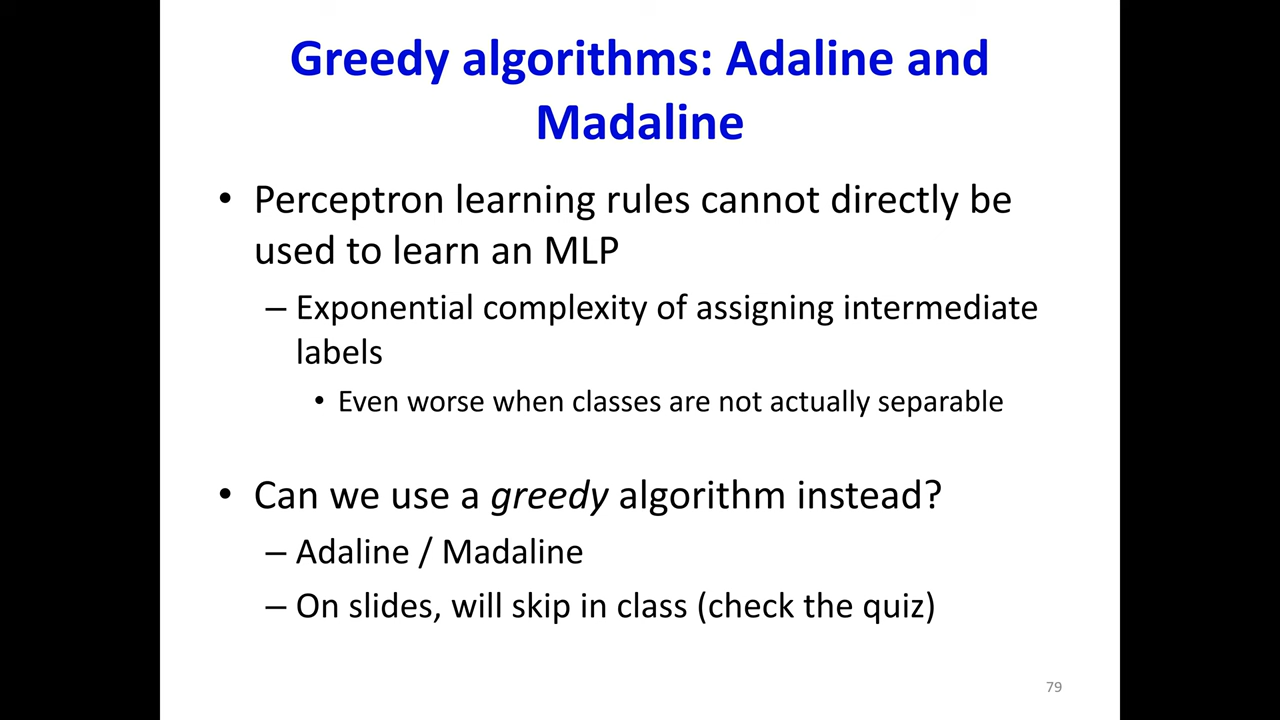 Greedy algorithms: Adaline and
Madaline
• Perceptron learning rules cannot directly be
used to learn an MLP
– Exponential complexity of assigning intermediate
labels
• Even worse when classes are not actually separable
• Can we use a greedy algorithm instead?
– Adaline / Madaline
– On slides, will skip in class (check the quiz)
79